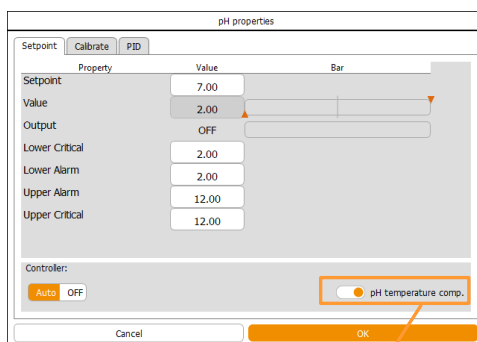 pH properties
Setpoint Calibrate PID
Property Value Bar
Setpoint 7.00
Value 2.00
Output OFF
Lower Critical 2.00
Lower Alarm 2.00
Upper Alarm 12.00
Upper Critical 12.00
Controller:
Auto OFF pH temperature comp.
Cancel OK